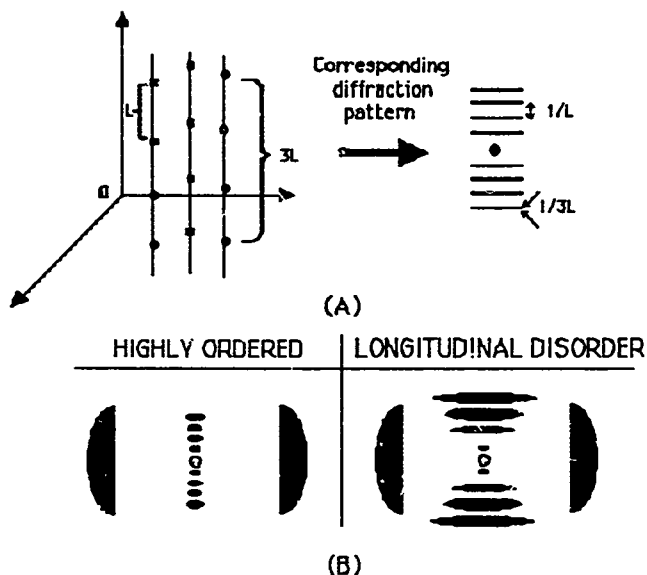 Corresponding
diffraction
pattern
L
3L
1/L
1/3L
(A)
HIGHLY ORDERED
LONGITUDINAL DISORDER
(B)